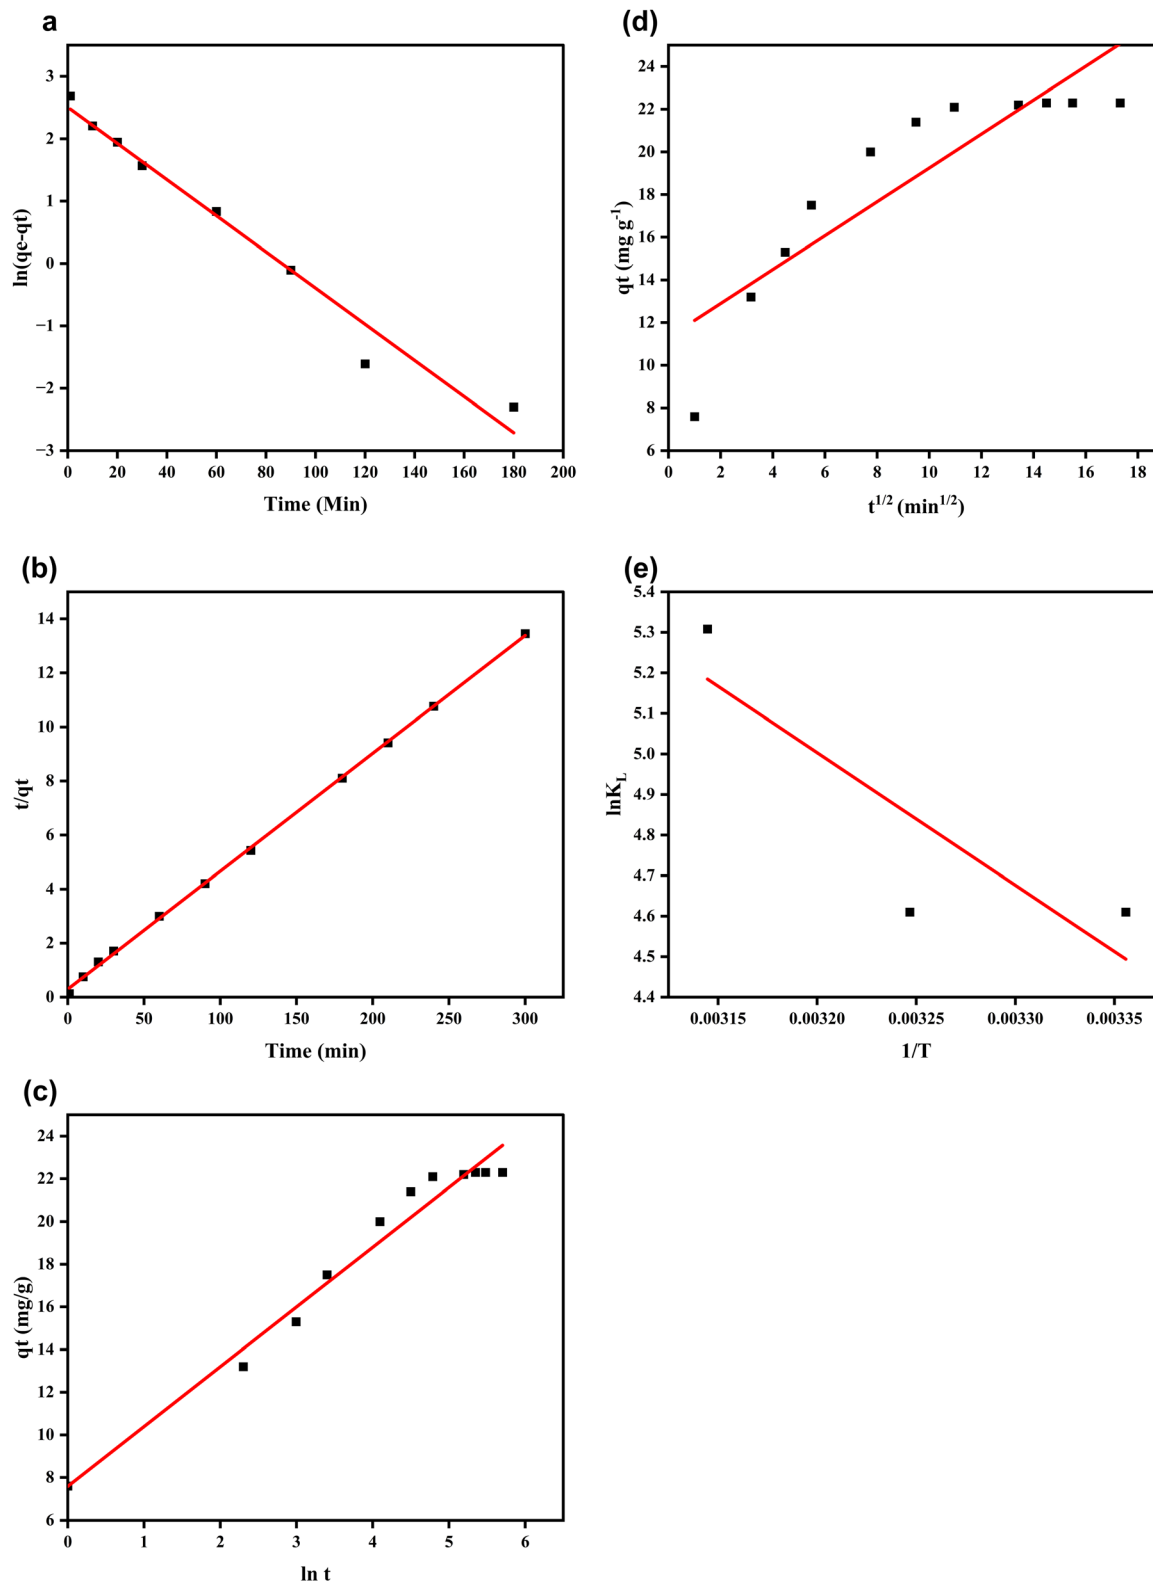 a
3
2
1
0
−1
−2
−3
ln(qe-qt)
0 20 40 60 80 100 120 140 160 180 200
Time (Min)
(d)
24
22
20
18
16
14
12
10
8
6
qt (mg g⁻¹)
0 2 4 6 8 10 12 14 16 18
t¹ᐟ² (min¹ᐟ²)
(b)
14
12
10
8
6
4
2
0
t/qt
0 50 100 150 200 250 300
Time (min)
(e)
5.4
5.3
5.2
5.1
5.0
4.9
4.8
4.7
4.6
4.5
4.4
lnK_L
0.00315 0.00320 0.00325 0.00330 0.00335
1/T
(c)
24
22
20
18
16
14
12
10
8
6
qt (mg/g)
0 1 2 3 4 5 6
ln t